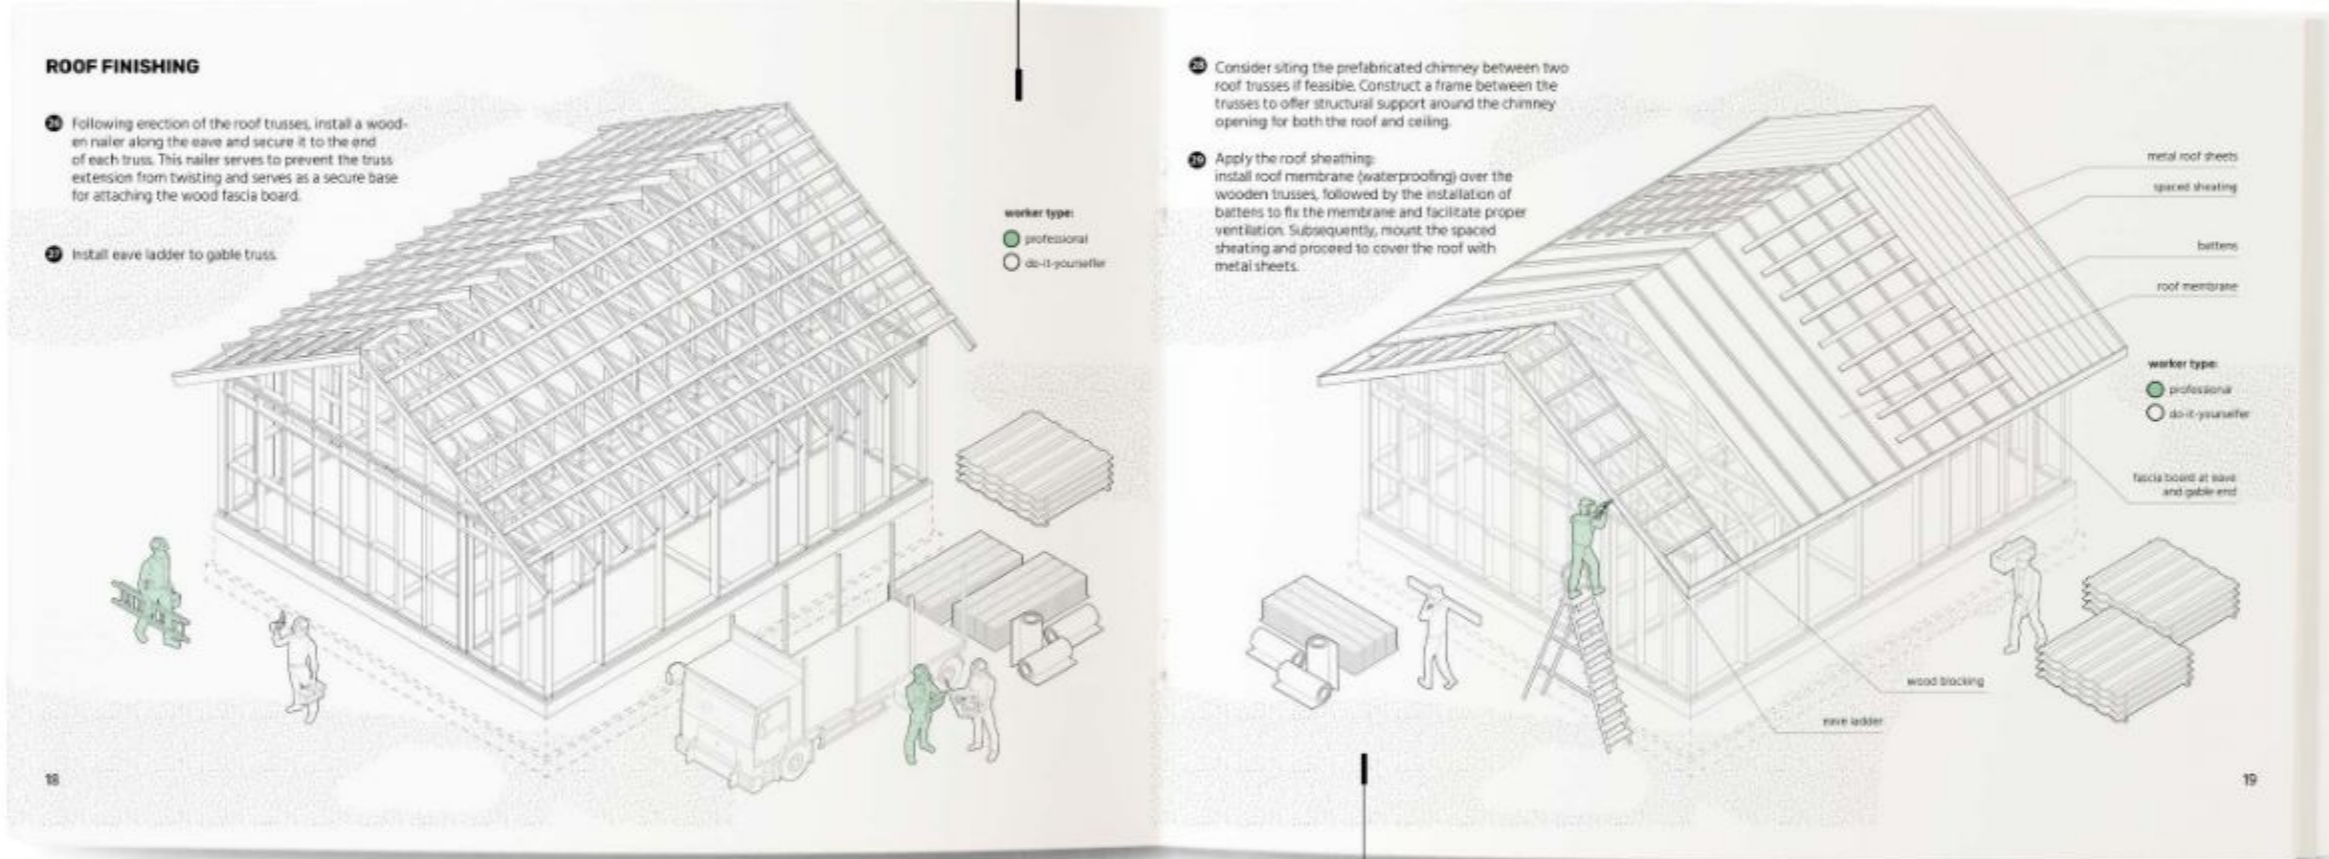 ROOF FINISHING
26 Following erection of the roof trusses, install a wood-
en nailer along the eave and secure it to the end
of each truss. This nailer serves to prevent the truss
extension from twisting and serves as a secure base
for attaching the wood fascia board.
27 Install eave ladder to gable truss.
worker type:
professional
do-it-yourselfer
18
28 Consider siting the prefabricated chimney between two
roof trusses if feasible. Construct a frame between the
trusses to offer structural support around the chimney
opening for both the roof and ceiling.
29 Apply the roof sheathing:
install roof membrane (waterproofing) over the
wooden trusses, followed by the installation of
battens to fix the membrane and facilitate proper
ventilation. Subsequently, mount the spaced
sheating and proceed to cover the roof with
metal sheets.
metal roof sheets
spaced sheating
battens
roof membrane
worker type:
professional
do-it-yourselfer
fascia board at eave
and gable end
wood blocking
eave ladder
19